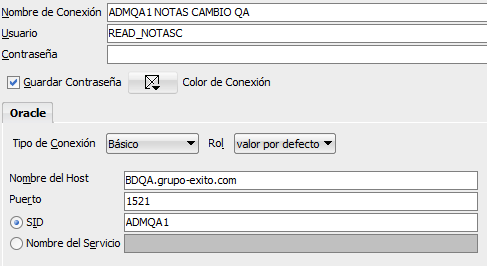 Nombre de Conexión ADMQA1 NOTAS CAMBIO QA
Usuario READ_NOTASC
Contraseña
Guardar Contraseña Color de Conexión
Oracle
Tipo de Conexión Básico Rol valor por defecto
Nombre del Host BDQA.grupo-exito.com
Puerto 1521
SID ADMQA1
Nombre del Servicio